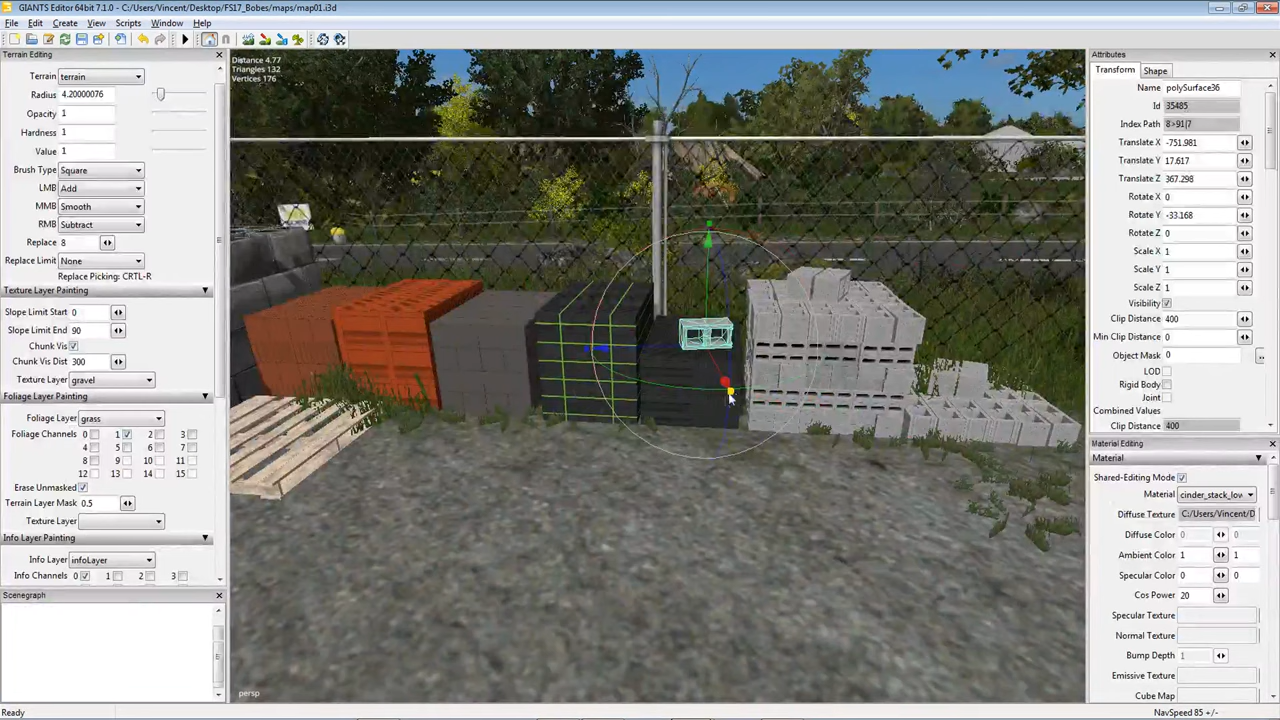 GIANTS Editor 64bit 7.1.0 - C:/Users/Vincent/Desktop/FS17_Bobes/maps/map01.i3d
File Edit View Scripts Window Help
Terrain Editing
Terrain terrain
Radius 4.20000076
Opacity 1
Hardness 1
Value 1
Brush Type Square
LMB Add
MMB Smooth
RMB Subtract
Replace 8
Replace Limit None
Replace Picking: CRTL-R
Texture Layer Painting
Slope Limit Start 0
Slope Limit End 90
Chunk Vis
Chunk Vis Dist 300
Texture Layer gravel
Foliage Layer Painting
Foliage Layer grass
Foliage Channels 0 1 2 3
4 5 6 7
8 9 10 11
12 13 14 15
Erase Unmasked
Terrain Layer Mask 0.5
Texture Layer
Info Layer Painting
Info Layer infoLayer
Info Channels 0 1 2 3
Scenegraph
Ready
Distance 4.77
Triangles 132
Vertices 176
persp
Attributes
Transform Shape
Name polySurface36
Id 35485
Index Path 8>91|7
Translate X -751.981
Translate Y 17.617
Translate Z 367.298
Rotate X 0
Rotate Y -33.168
Rotate Z 0
Scale X 1
Scale Y 1
Scale Z 1
Visibility
Clip Distance 400
Min Clip Distance 0
Object Mask 0
LOD
Rigid Body
Joint
Combined Values
Clip Distance 400
Material Editing
Material
Shared-Editing Mode
Material cinder_stack_low
Diffuse Texture C:/Users/Vincent/D
Diffuse Color 0 0
Ambient Color 1 1
Specular Color 0 0
Cos Power 20
Specular Texture
Normal Texture
Bump Depth 1
Emissive Texture
Cube Map
NavSpeed 85 +/-